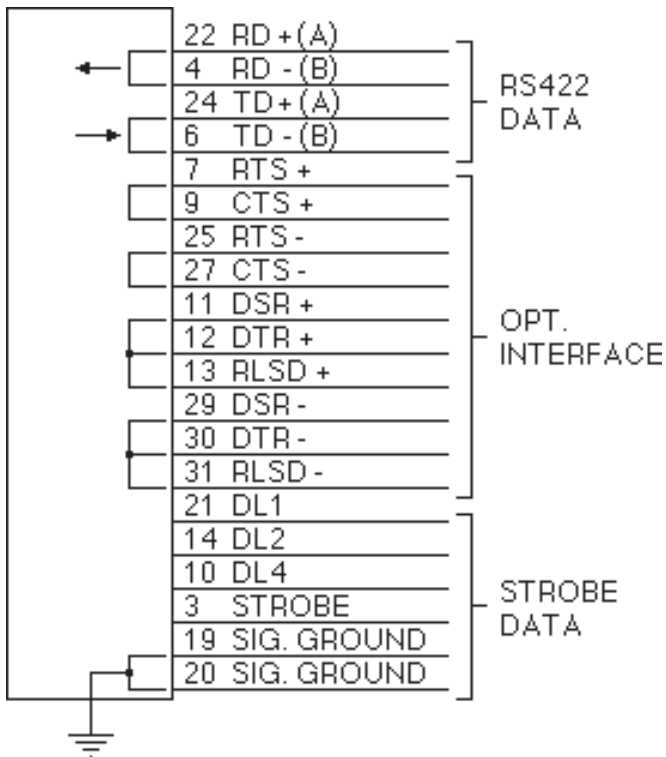 22 RD +(A)
4 RD -(B)
24 TD+(A)
6 TD -(B)
RS422
DATA
7 RTS +
9 CTS +
25 RTS -
27 CTS -
11 DSR +
12 DTR +
13 RLSD +
29 DSR -
30 DTR -
31 RLSD -
OPT.
INTERFACE
21 DL1
14 DL2
10 DL4
3 STROBE
19 SIG. GROUND
20 SIG. GROUND
STROBE
DATA